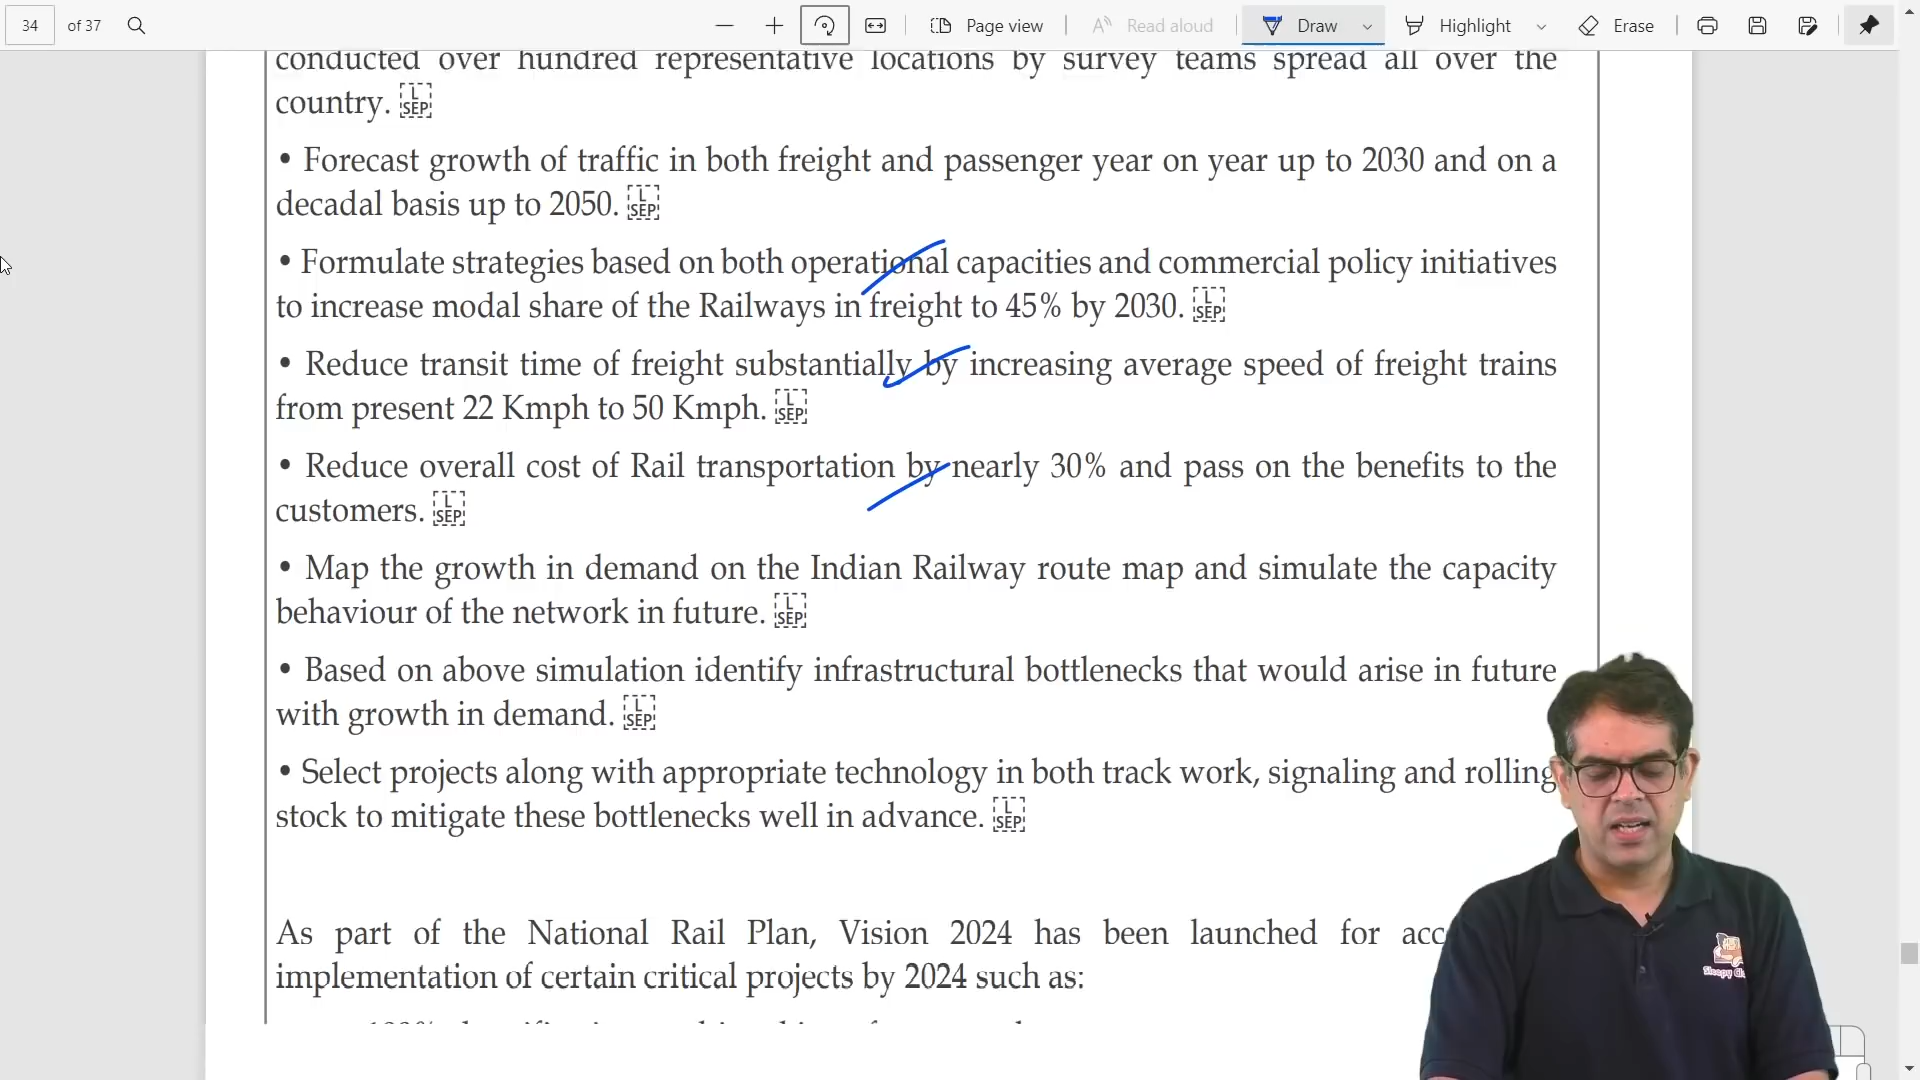 34 of 37 Page view Read aloud Draw Highlight Erase
conducted over hundred representative locations by survey teams spread all over the
country. L SEP
• Forecast growth of traffic in both freight and passenger year on year up to 2030 and on a
decadal basis up to 2050. L SEP
• Formulate strategies based on both operational capacities and commercial policy initiatives
to increase modal share of the Railways in freight to 45% by 2030. L SEP
• Reduce transit time of freight substantially by increasing average speed of freight trains
from present 22 Kmph to 50 Kmph. L SEP
• Reduce overall cost of Rail transportation by nearly 30% and pass on the benefits to the
customers. L SEP
• Map the growth in demand on the Indian Railway route map and simulate the capacity
behaviour of the network in future. L SEP
• Based on above simulation identify infrastructural bottlenecks that would arise in future
with growth in demand. L SEP
• Select projects along with appropriate technology in both track work, signaling and rolling
stock to mitigate these bottlenecks well in advance. L SEP
As part of the National Rail Plan, Vision 2024 has been launched for
implementation of certain critical projects by 2024 such as:
Sleepy